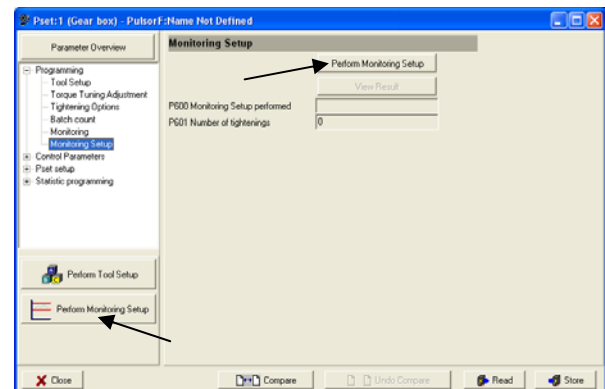 Pset:1 (Gear box) - PulsorF:Name Not Defined
Parameter Overview
Programming
Tool Setup
Torque Tuning Adjustment
Tightening Options
Batch count
Monitoring
Monitoring Setup
Control Parameters
Pset setup
Statistic programming
Perform Tool Setup
Perform Monitoring Setup
Monitoring Setup
Perform Monitoring Setup
View Result
P600 Monitoring Setup performed
P601 Number of tightenings
0
Close
Compare
Undo Compare
Read
Store